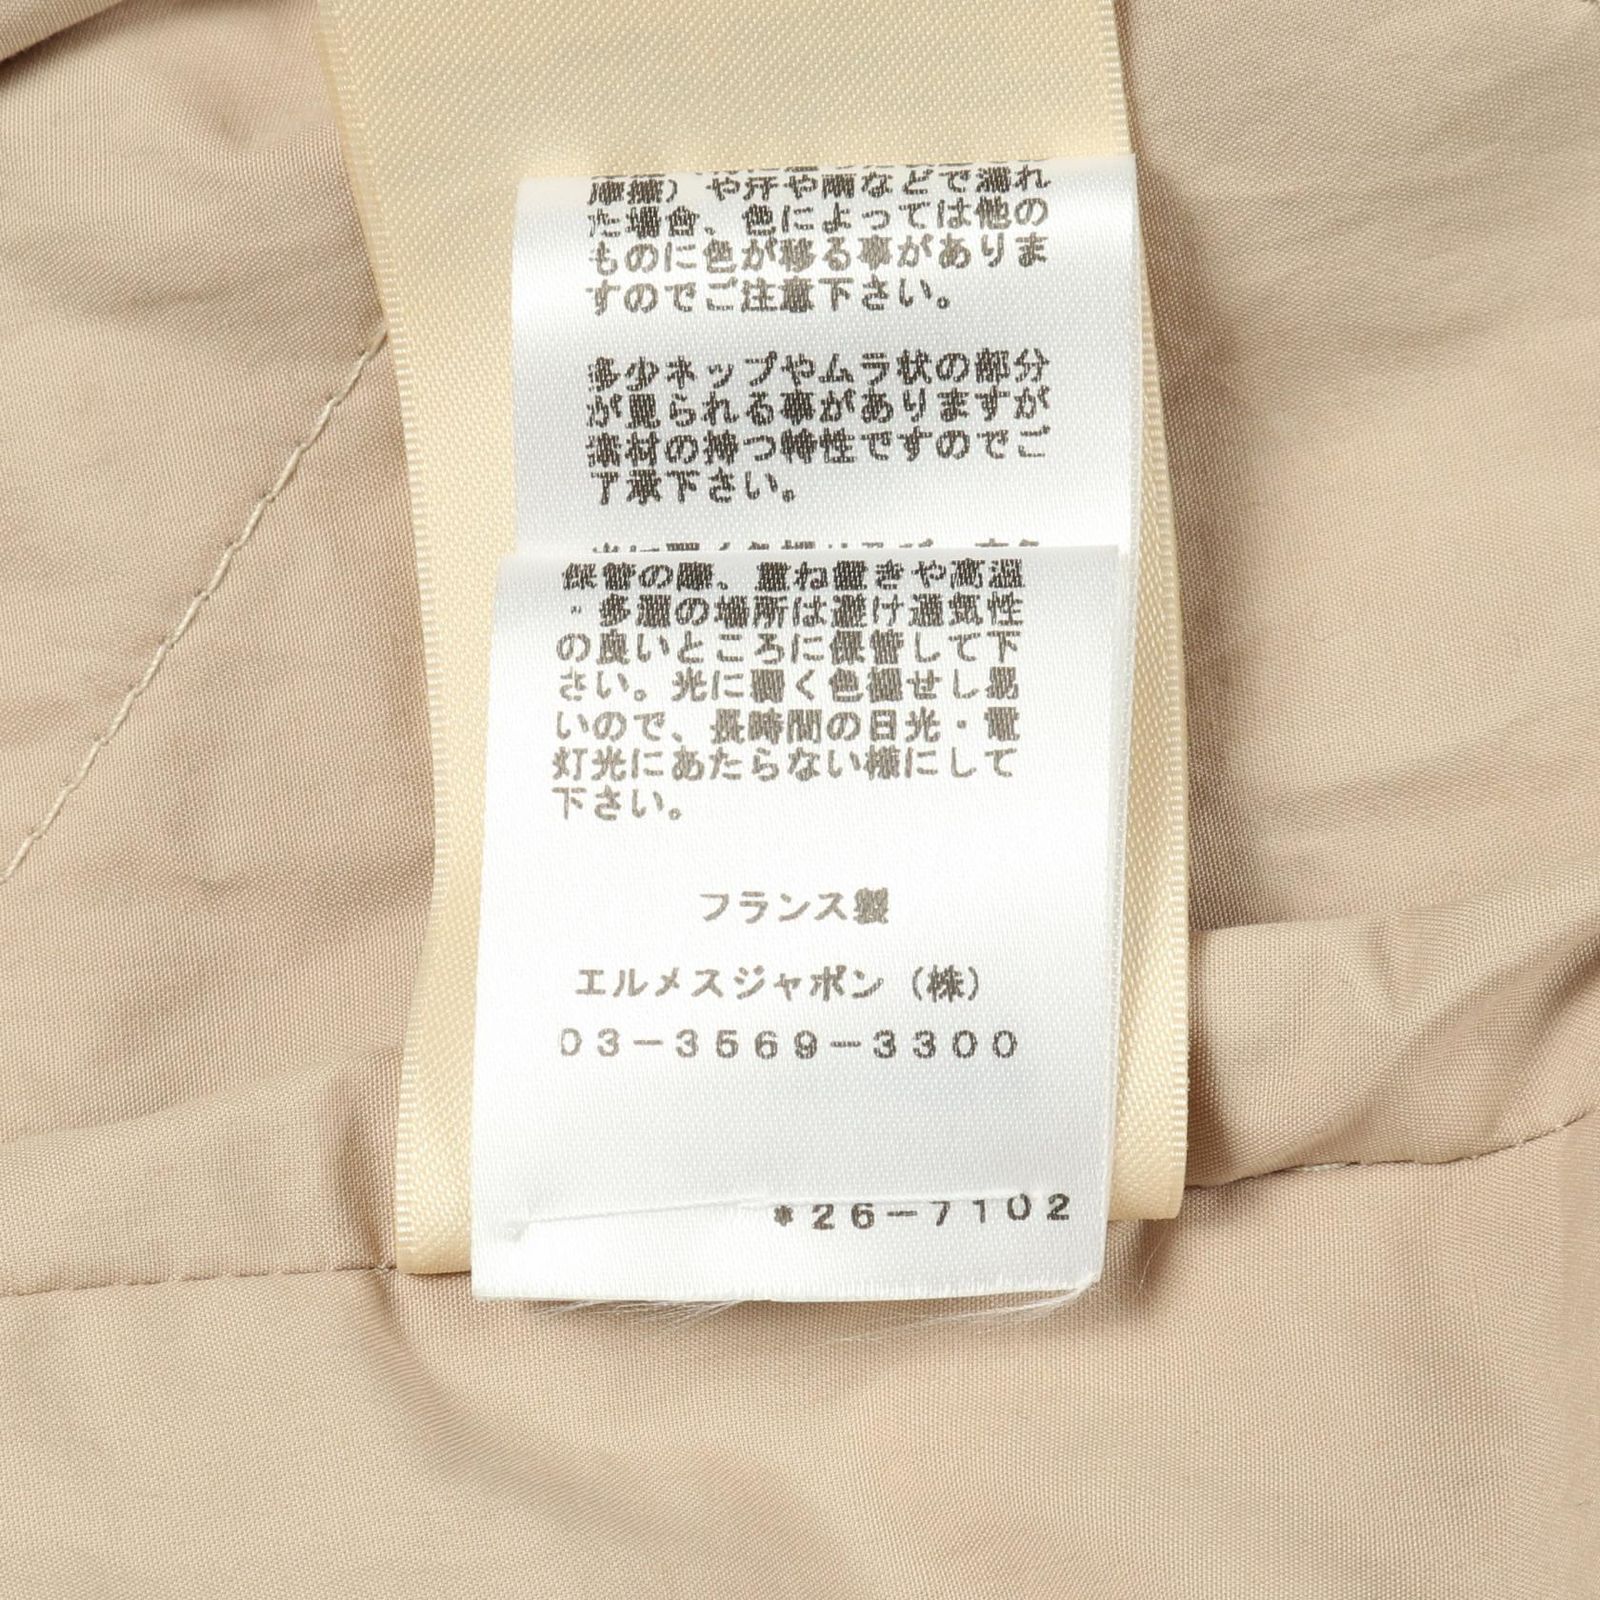 摩擦）や汗や雨などで濡れ
た場合、色によっては他の
ものに色が移る事がありま
すのでご注意下さい。
多少ネップやムラ状の部分
が見られる事がありますが
素材の持つ特性ですのでご
了承下さい。
保管の際、重ね置きや高温
・多湿の場所は避け通気性
の良いところに保管して下
さい。光に弱く色褪せし易
いので、長時間の日光・電
灯光にあたらない様にして
下さい。
フランス製
エルメスジャポン（株）
03-3569-3300
*26-7102